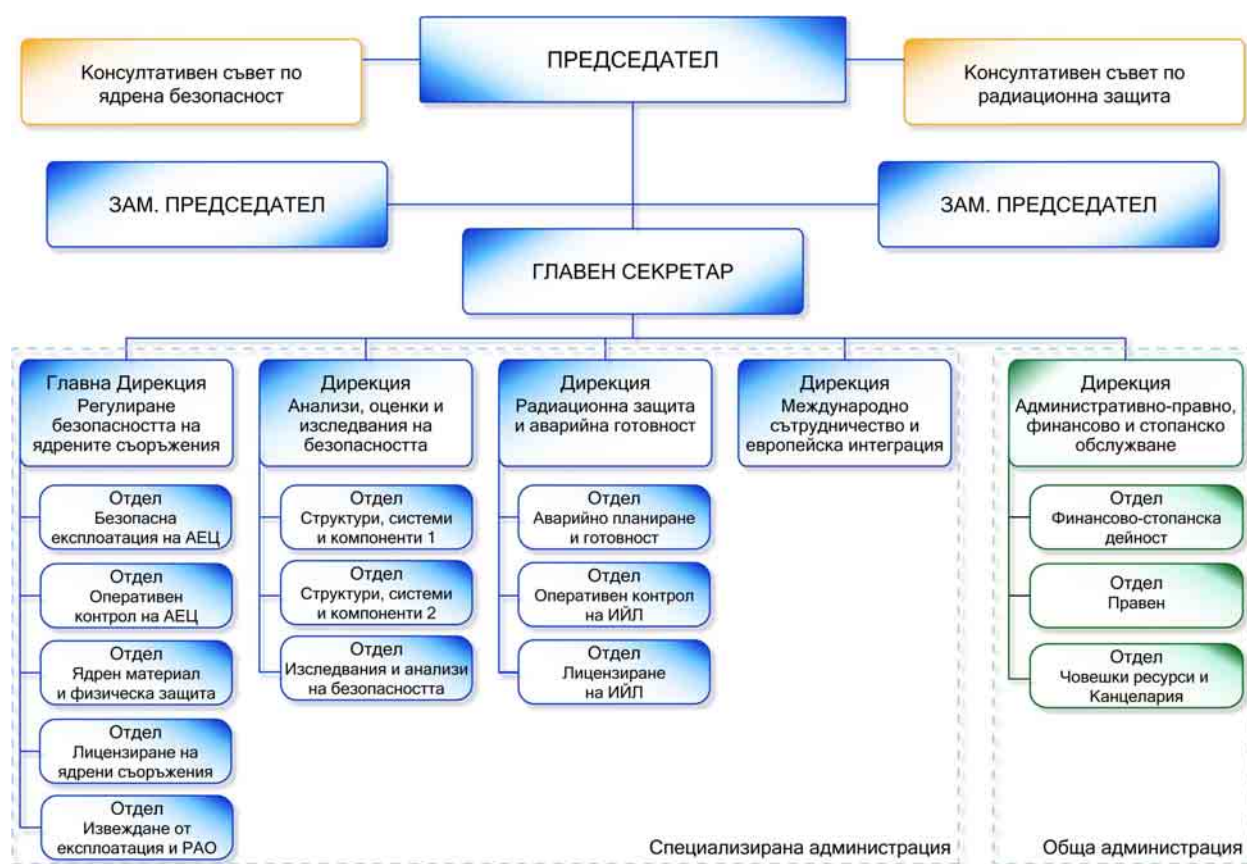 ПРЕДСЕДАТЕЛ
Консултативен съвет по
ядрена безопасност
Консултативен съвет по
радиационна защита
ЗАМ. ПРЕДСЕДАТЕЛ
ЗАМ. ПРЕДСЕДАТЕЛ
ГЛАВЕН СЕКРЕТАР
Главна Дирекция
Регулиране
безопасността на
ядрените съоръжения
Отдел
Безопасна
експлоатация на АЕЦ
Отдел
Оперативен
контрол на АЕЦ
Отдел
Ядрен материал
и физическа защита
Отдел
Лицензиране на
ядрени съоръжения
Отдел
Извеждане от
експлоатация и РАО
Дирекция
Анализи, оценки и
изследвания на
безопасността
Отдел
Структури, системи
и компоненти 1
Отдел
Структури, системи
и компоненти 2
Отдел
Изследвания и анализи
на безопасността
Дирекция
Радиационна защита
и аварийна готовност
Отдел
Аварийно планиране
и готовност
Отдел
Оперативен контрол
на ИЙЛ
Отдел
Лицензиране
на ИЙЛ
Дирекция
Международно
сътрудничество и
европейска интеграция
Специализирана администрация
Дирекция
Административно-правно,
финансово и стопанско
обслужване
Отдел
Финансово-стопанска
дейност
Отдел
Правен
Отдел
Човешки ресурси и
Канцелария
Обща администрация